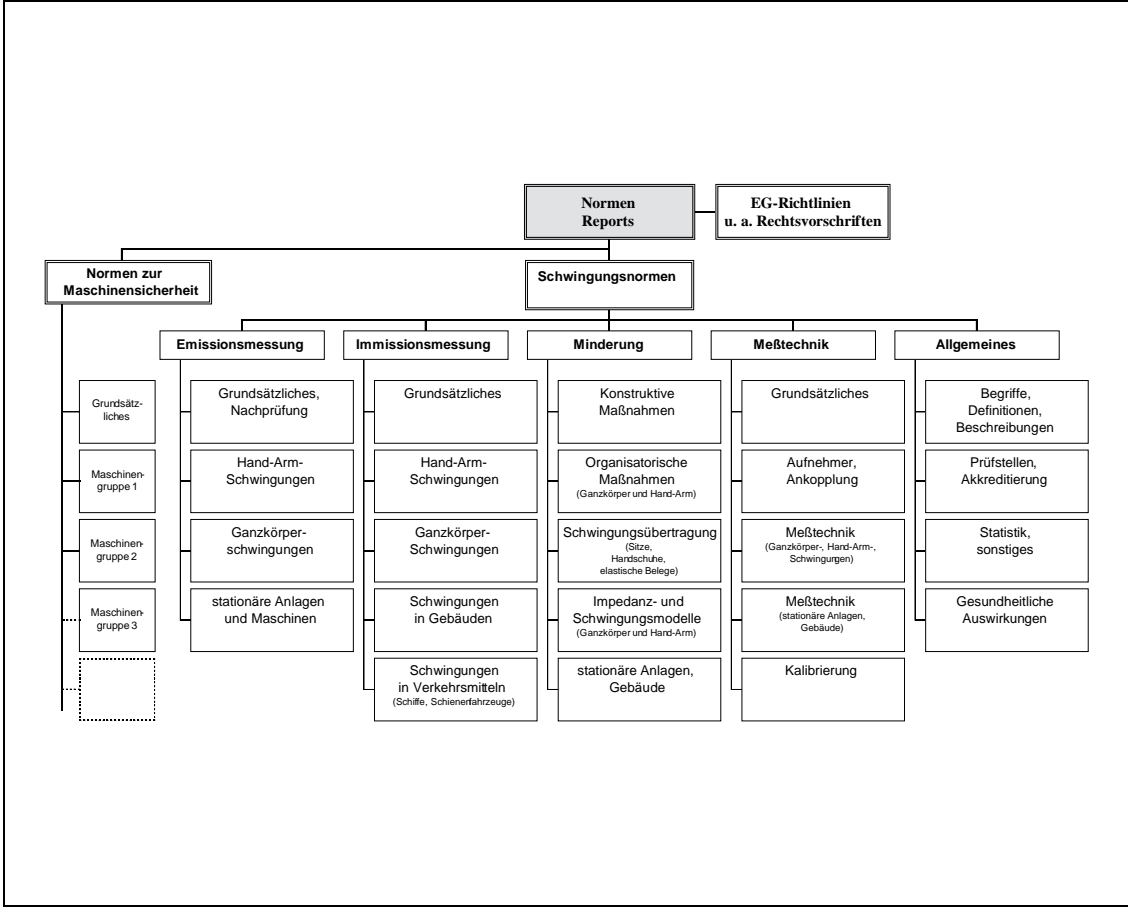 Normen
Reports
EG-Richtlinien
u. a. Rechtsvorschriften
Normen zur
Maschinensicherheit
Schwingungsnormen
Emissionsmessung
Immissionsmessung
Minderung
Meßtechnik
Allgemeines
Grundsätz-
liches
Maschinen-
gruppe 1
Maschinen-
gruppe 2
Maschinen-
gruppe 3
Grundsätzliches,
Nachprüfung
Hand-Arm-
Schwingungen
Ganzkörper-
schwingungen
stationäre Anlagen
und Maschinen
Grundsätzliches
Hand-Arm-
Schwingungen
Ganzkörper-
Schwingungen
Schwingungen
in Gebäuden
Schwingungen
in Verkehrsmitteln
(Schiffe, Schienenfahrzeuge)
Konstruktive
Maßnahmen
Organisatorische
Maßnahmen
(Ganzkörper und Hand-Arm)
Schwingungsübertragung
(Sitze,
Handschuhe,
elastische Belege)
Impedanz- und
Schwingungsmodelle
(Ganzkörper und Hand-Arm)
stationäre Anlagen,
Gebäude
Grundsätzliches
Aufnehmer,
Ankopplung
Meßtechnik
(Ganzkörper-, Hand-Arm-,
Schwingungen)
Meßtechnik
(stationäre Anlagen,
Gebäude)
Kalibrierung
Begriffe,
Definitionen,
Beschreibungen
Prüfstellen,
Akkreditierung
Statistik,
sonstiges
Gesundheitliche
Auswirkungen